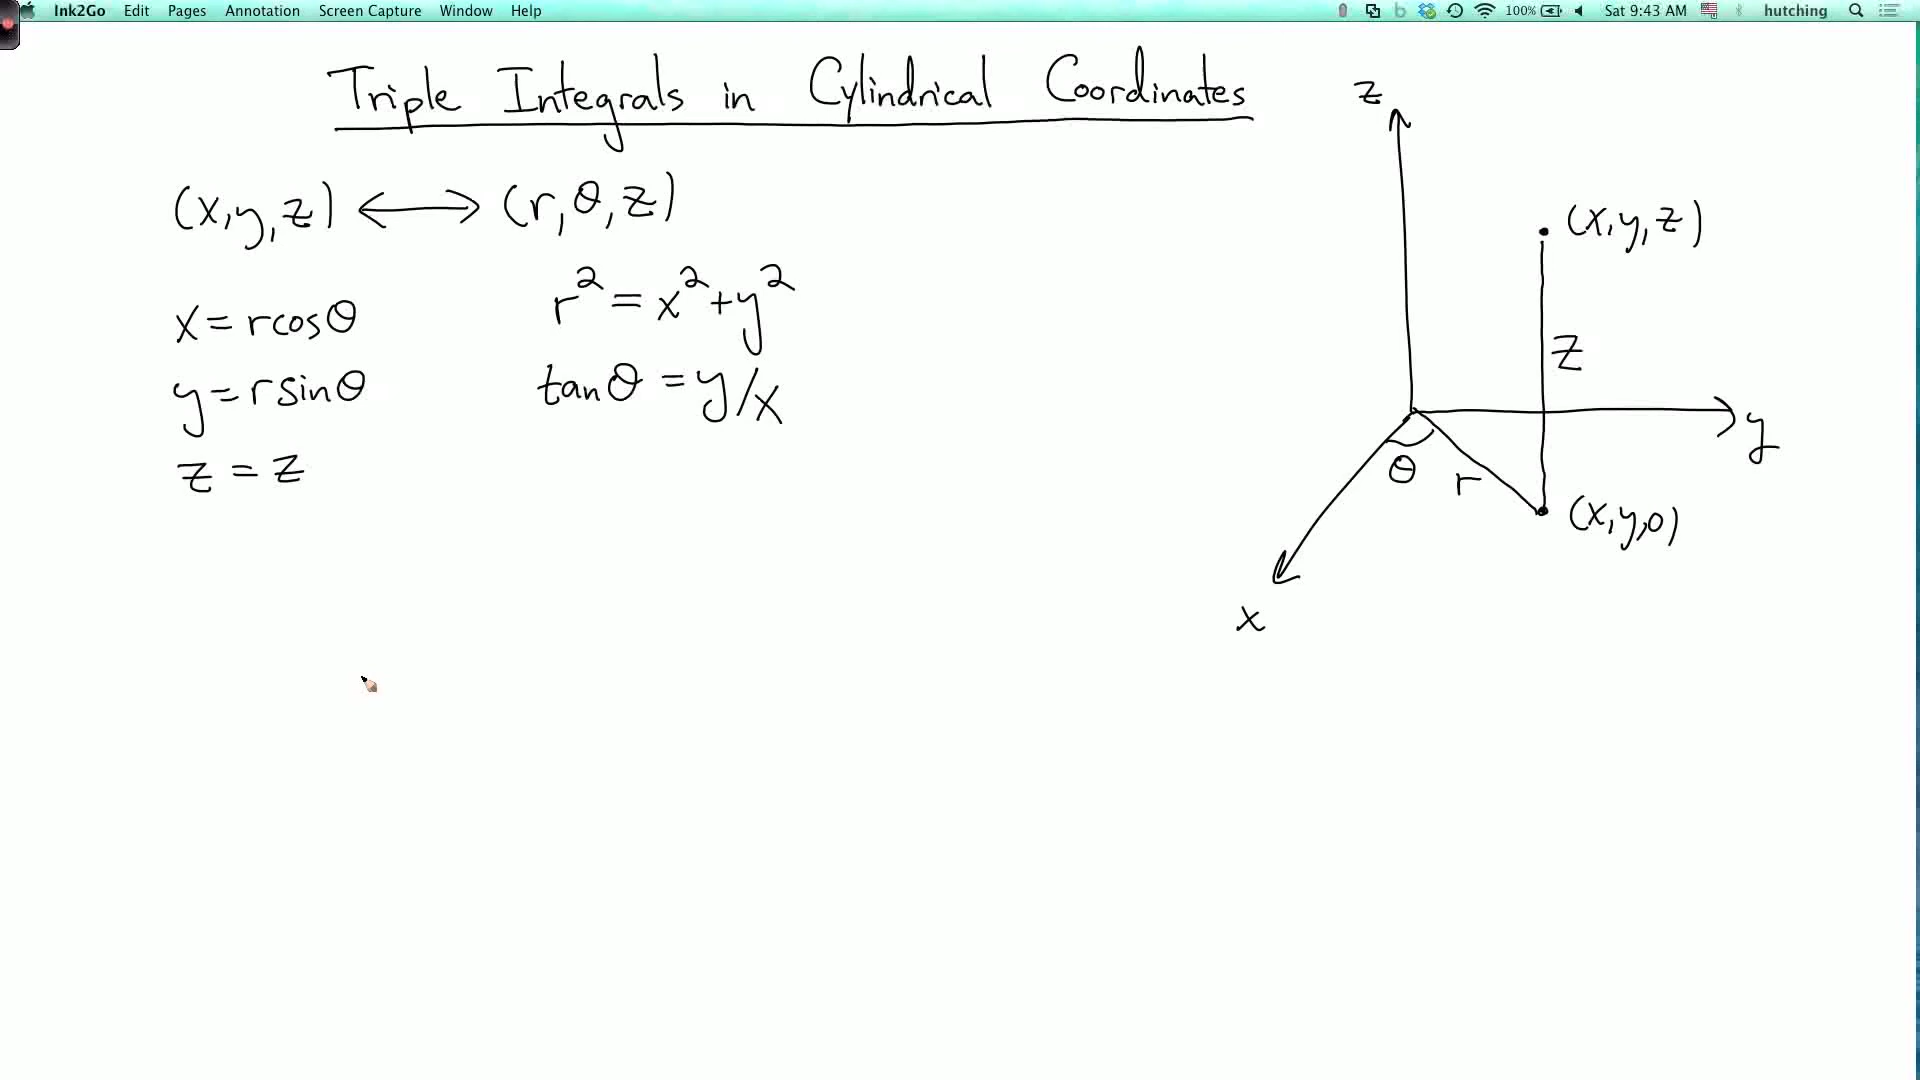 Ink2Go Edit Pages Annotation Screen Capture Window Help 100% Sat 9:43 AM hutching
Triple Integrals in Cylindrical Coordinates
(x,y,z) ⟷ (r,θ,z)
x=rcosθ
y=rsinθ
z=z
r²=x²+y²
tanθ=y/x
z
(x,y,z)
z
y
θ
r
(x,y,0)
x